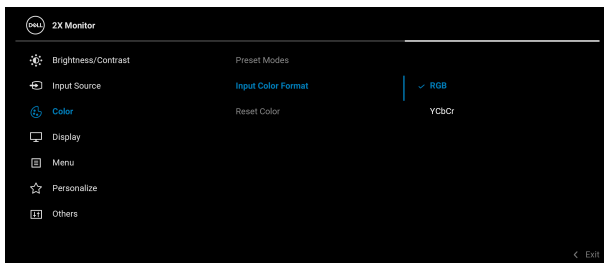 DELL 2X Monitor
Brightness/Contrast Preset Modes
Input Source Input Color Format ✓ RGB
Color Reset Color YCbCr
Display
Menu
Personalize
Others
< Exit